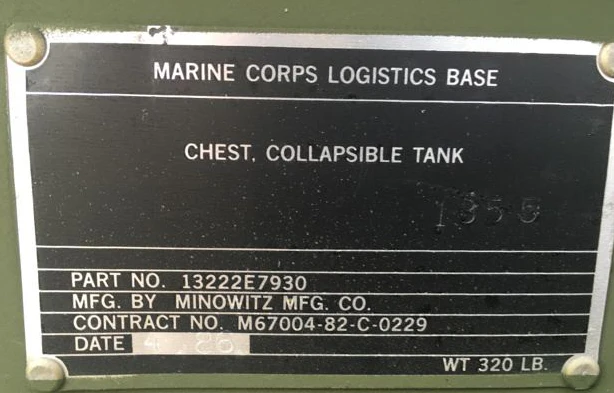 MARINE CORPS LOGISTICS BASE
CHEST, COLLAPSIBLE TANK
1355
PART NO. 13222E7930
MFG. BY MINOWITZ MFG. CO.
CONTRACT NO. M67004-82-C-0229
DATE
WT 320 LB.